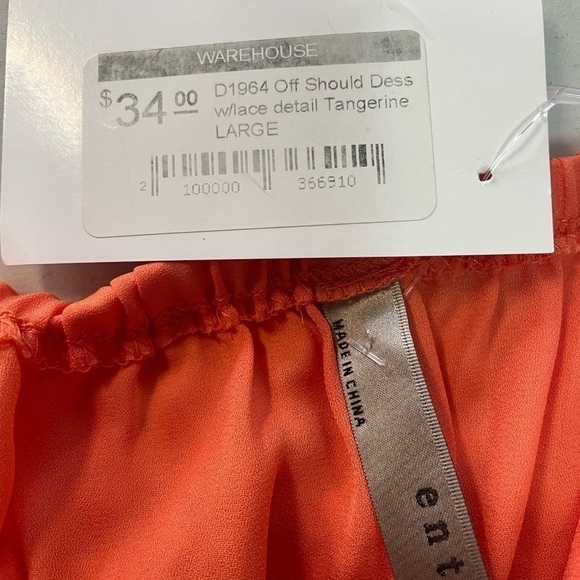 WAREHOUSE
$34.00
D1964 Off Should Dess
w/lace detail Tangerine
LARGE
2 100000 366910
MADE IN CHINA
ent